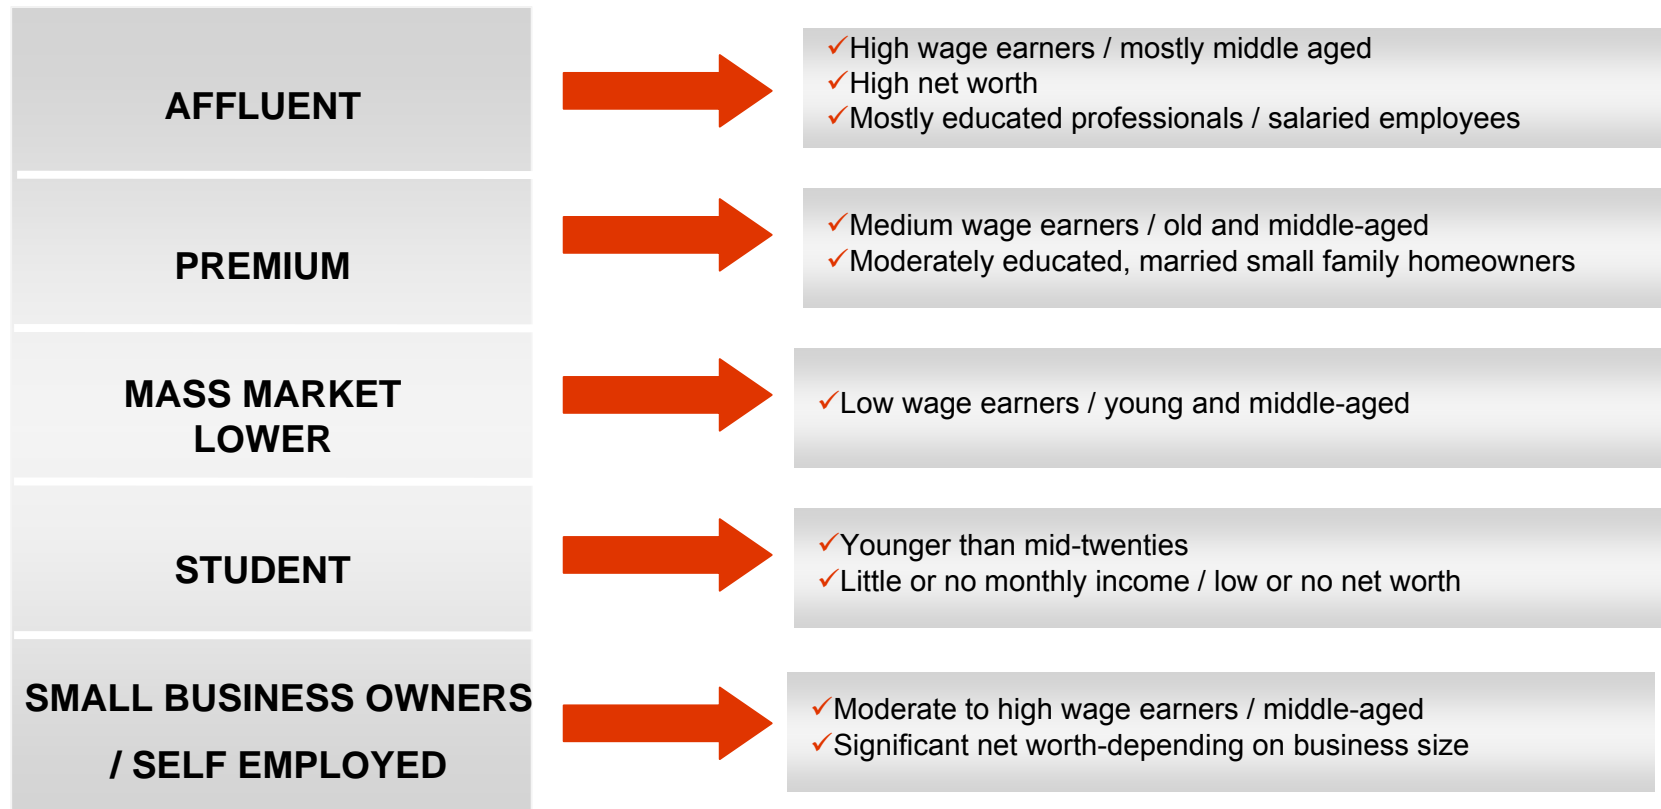 AFFLUENT
✓High wage earners / mostly middle aged
✓High net worth
✓Mostly educated professionals / salaried employees
PREMIUM
✓Medium wage earners / old and middle-aged
✓Moderately educated, married small family homeowners
MASS MARKET
LOWER
✓Low wage earners / young and middle-aged
STUDENT
✓Younger than mid-twenties
✓Little or no monthly income / low or no net worth
SMALL BUSINESS OWNERS
/ SELF EMPLOYED
✓Moderate to high wage earners / middle-aged
✓Significant net worth-depending on business size